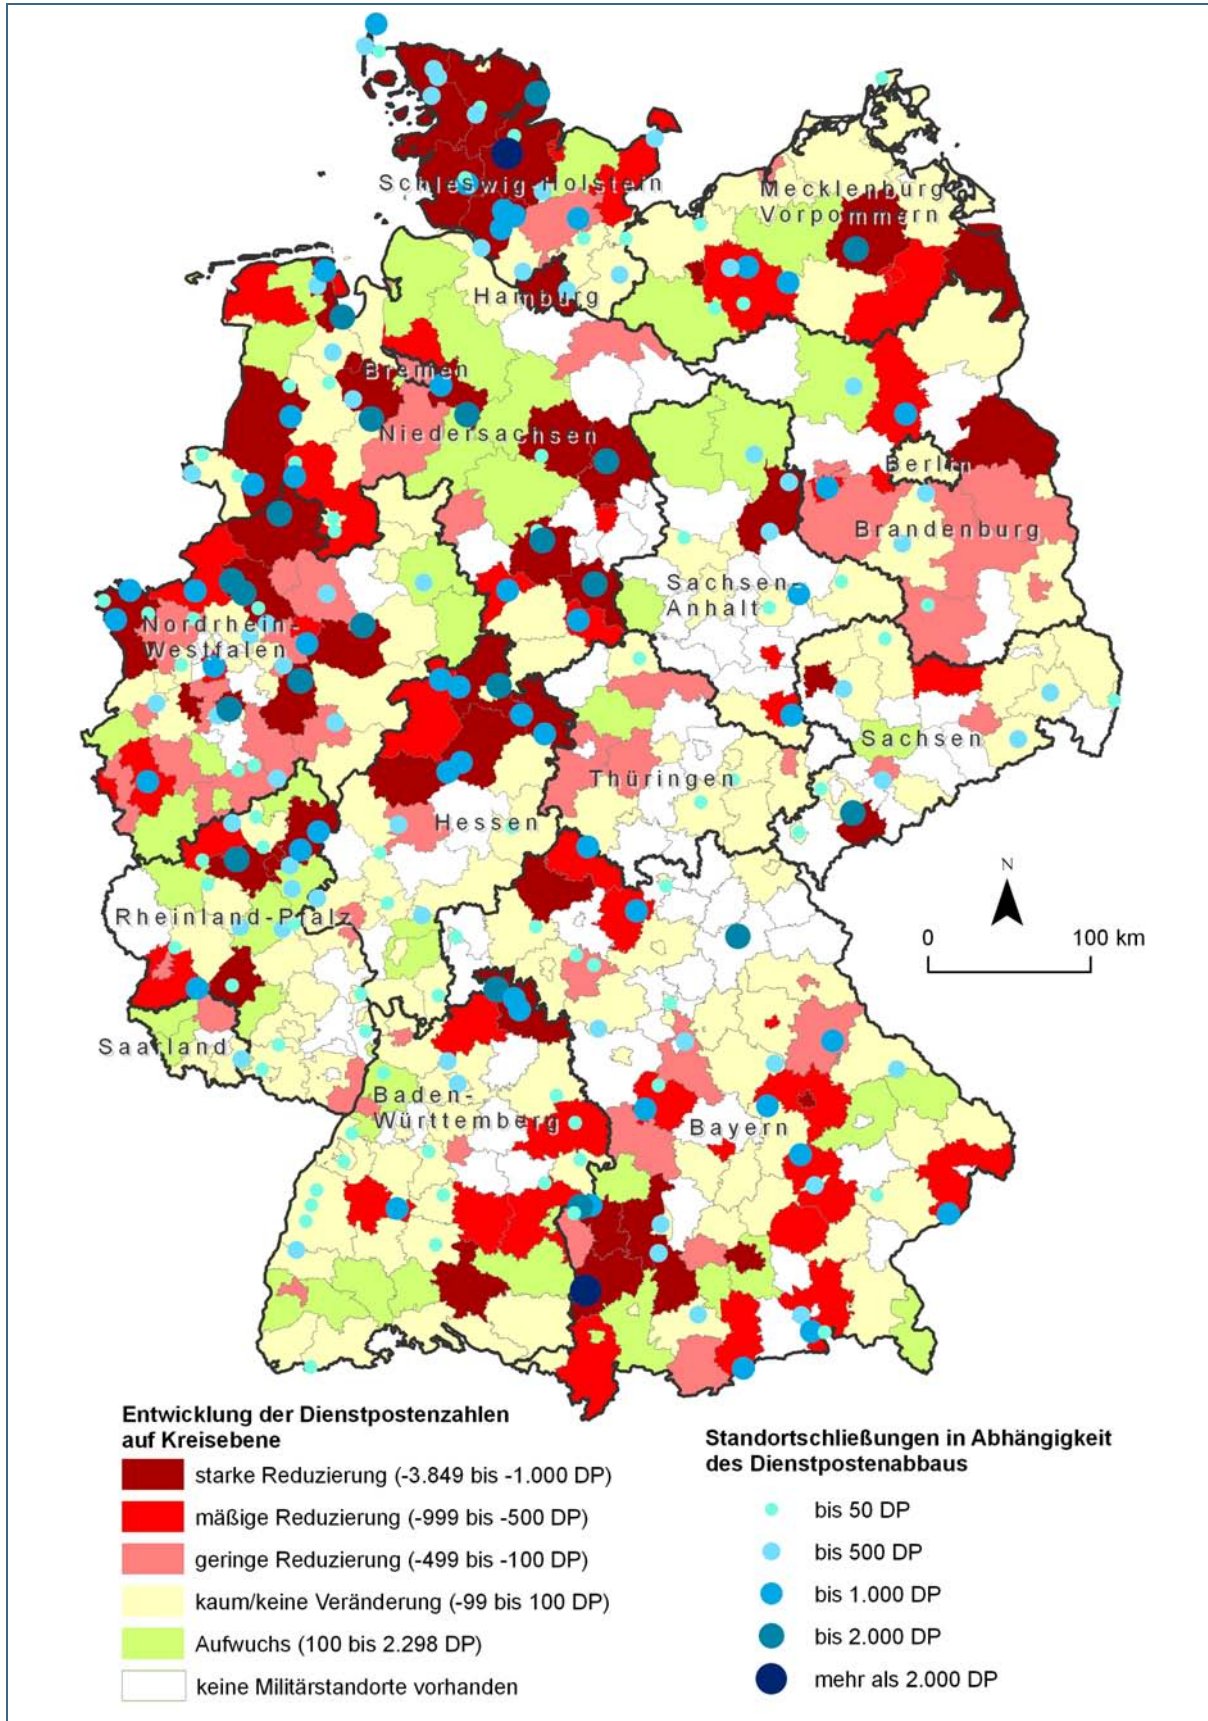 Schleswig-Holstein
Mecklenburg
Vorpommern
Hamburg
Bremen
Niedersachsen
Berlin
Brandenburg
Sachsen-
Anhalt
Nordrhein-
Westfalen
Sachsen
Thüringen
Hessen
N
Rheinland-Pfalz
0 100 km
Saarland
Baden-
Württemberg
Bayern
Entwicklung der Dienstpostenzahlen
auf Kreisebene
starke Reduzierung (-3.849 bis -1.000 DP)
mäßige Reduzierung (-999 bis -500 DP)
geringe Reduzierung (-499 bis -100 DP)
kaum/keine Veränderung (-99 bis 100 DP)
Aufwuchs (100 bis 2.298 DP)
keine Militärstandorte vorhanden
Standortschließungen in Abhängigkeit
des Dienstpostenabbaus
bis 50 DP
bis 500 DP
bis 1.000 DP
bis 2.000 DP
mehr als 2.000 DP